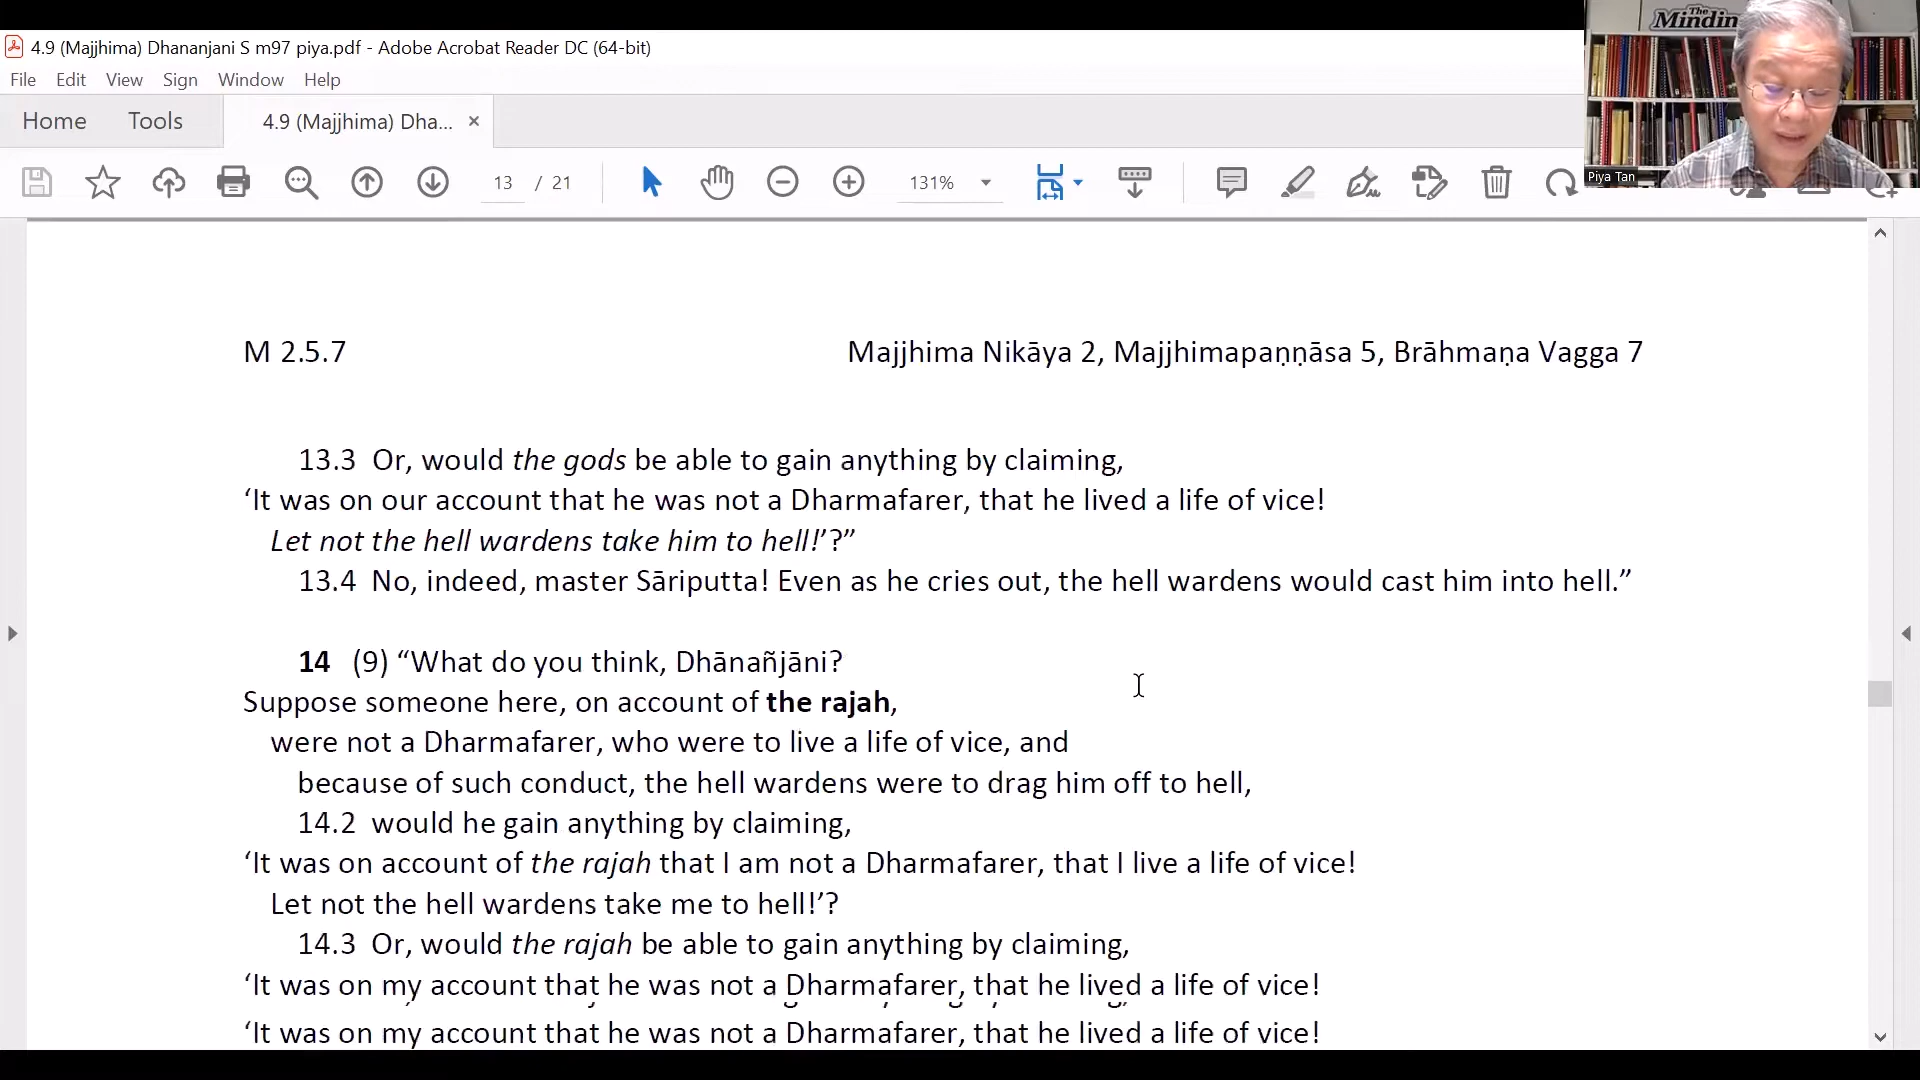 The
Mindin
4.9 (Majjhima) Dhananjani S m97 piya.pdf - Adobe Acrobat Reader DC (64-bit)
File Edit View Sign Window Help
Home Tools 4.9 (Majjhima) Dha... ×
13 / 21 131%
Piya Tan
M 2.5.7 Majjhima Nikāya 2, Majjhimapaṇṇāsa 5, Brāhmaṇa Vagga 7
13.3 Or, would the gods be able to gain anything by claiming,
‘It was on our account that he was not a Dharmafarer, that he lived a life of vice!
Let not the hell wardens take him to hell!’?”
13.4 No, indeed, master Sāriputta! Even as he cries out, the hell wardens would cast him into hell.”
14 (9) “What do you think, Dhānañjāni?
Suppose someone here, on account of the rajah,
were not a Dharmafarer, who were to live a life of vice, and
because of such conduct, the hell wardens were to drag him off to hell,
14.2 would he gain anything by claiming,
‘It was on account of the rajah that I am not a Dharmafarer, that I live a life of vice!
Let not the hell wardens take me to hell!’?
14.3 Or, would the rajah be able to gain anything by claiming,
‘It was on my account that he was not a Dharmafarer, that he lived a life of vice!
‘It was on my account that he was not a Dharmafarer, that he lived a life of vice!